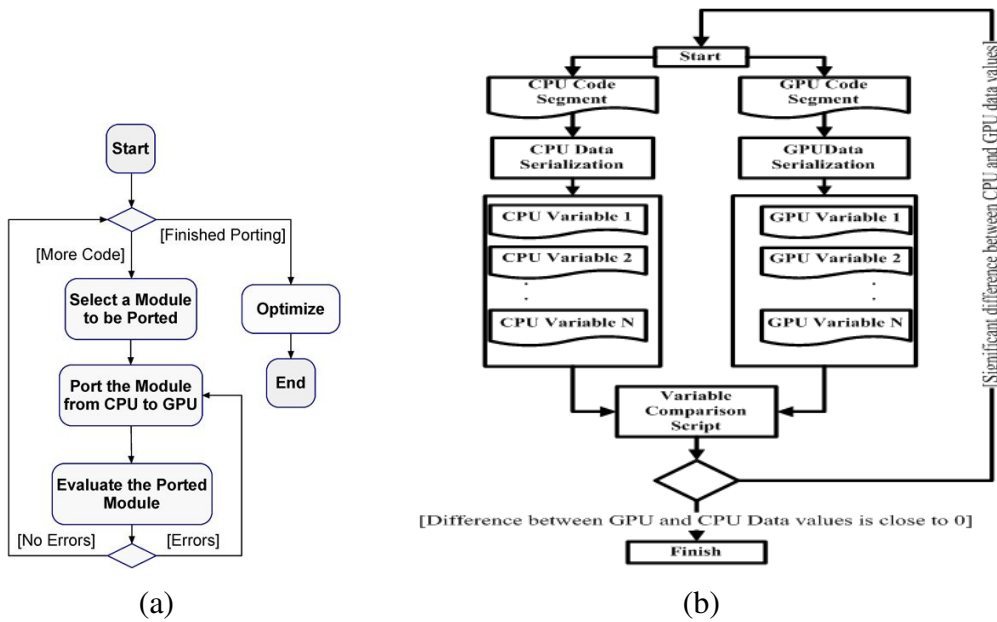 Start
[More Code]
[Finished Porting]
Select a Module
to be Ported
Optimize
Port the Module
from CPU to GPU
End
Evaluate the Ported
Module
[No Errors]
[Errors]
(a)
Start
CPU Code
Segment
GPU Code
Segment
CPU Data
Serialization
GPUData
Serialization
CPU Variable 1
CPU Variable 2
.
.
CPU Variable N
GPU Variable 1
GPU Variable 2
.
.
GPU Variable N
Variable
Comparison
Script
[Significant difference between CPU and GPU data values]
[Difference between GPU and CPU Data values is close to 0]
Finish
(b)